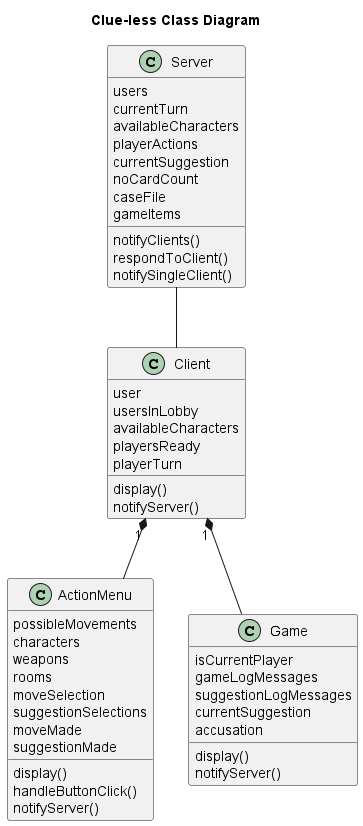 Clue-less Class Diagram
C Server
users
currentTurn
availableCharacters
playerActions
currentSuggestion
noCardCount
caseFile
gameItems
notifyClients()
respondToClient()
notifySingleClient()
C Client
user
usersInLobby
availableCharacters
playersReady
playerTurn
display()
notifyServer()
1
1
C ActionMenu
possibleMovements
characters
weapons
rooms
moveSelection
suggestionSelections
moveMade
suggestionMade
display()
handleButtonClick()
notifyServer()
C Game
isCurrentPlayer
gameLogMessages
suggestionLogMessages
currentSuggestion
accusation
display()
notifyServer()